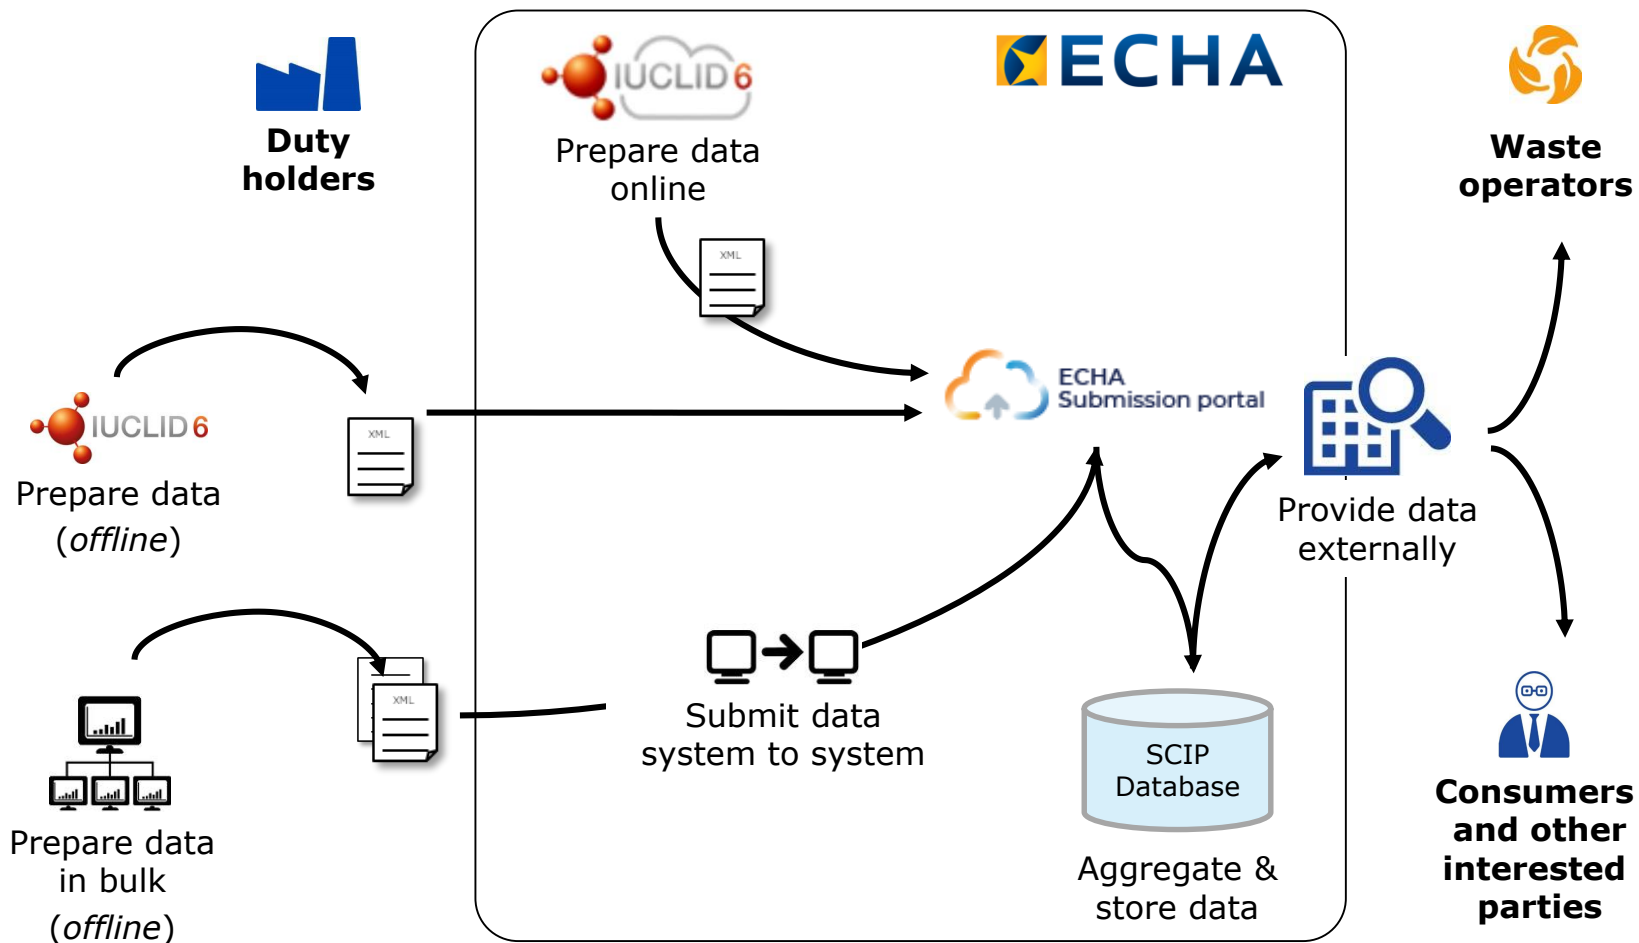 Duty
holders
IUCLID 6
Prepare data
online
ECHA
Waste
operators
XML
IUCLID 6
Prepare data
(offline)
XML
ECHA
Submission portal
Provide data
externally
Prepare data
in bulk
(offline)
XML
Submit data
system to system
SCIP
Database
Aggregate &
store data
Consumers
and other
interested
parties